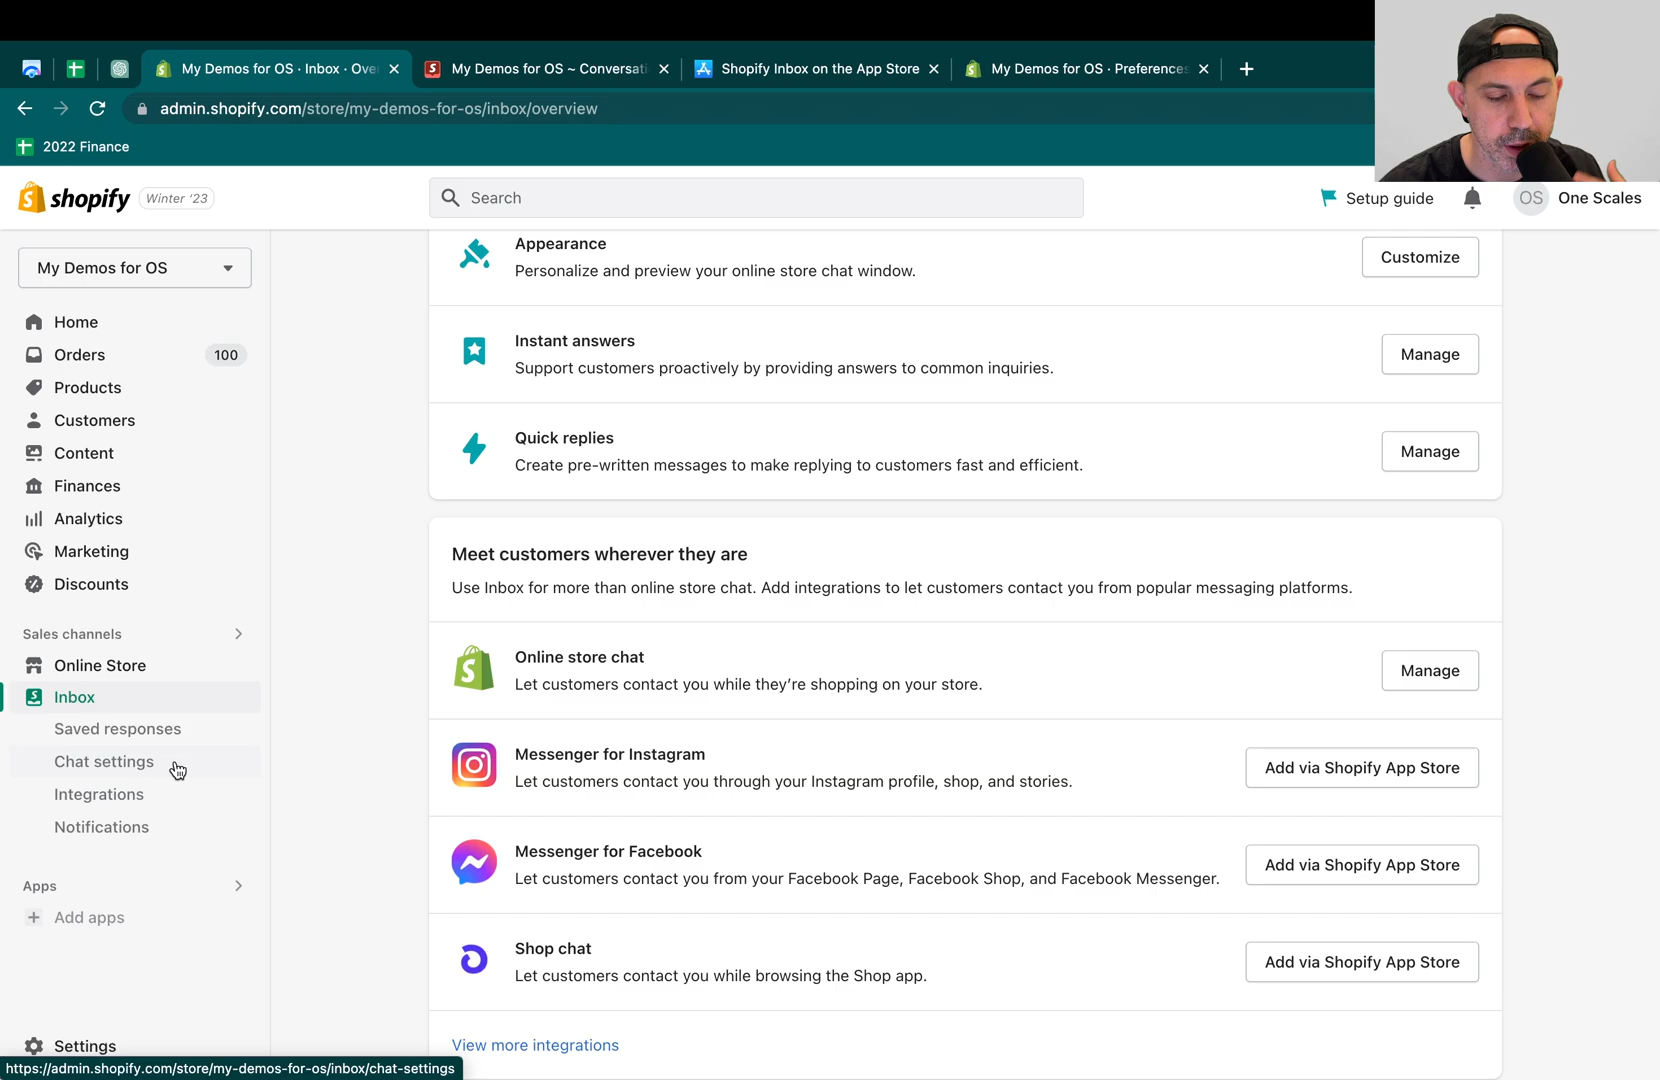 My Demos for OS · Inbox · Ove
My Demos for OS ~ Conversati
Shopify Inbox on the App Store
My Demos for OS · Preferences
admin.shopify.com/store/my-demos-for-os/inbox/overview
2022 Finance
shopify
Winter '23
Search
Setup guide
OS
One Scales
My Demos for OS
Home
Orders
100
Products
Customers
Content
Finances
Analytics
Marketing
Discounts
Sales channels
Online Store
Inbox
Saved responses
Chat settings
Integrations
Notifications
Apps
Add apps
Settings
https://admin.shopify.com/store/my-demos-for-os/inbox/chat-settings
Appearance
Personalize and preview your online store chat window.
Customize
Instant answers
Support customers proactively by providing answers to common inquiries.
Manage
Quick replies
Create pre-written messages to make replying to customers fast and efficient.
Manage
Meet customers wherever they are
Use Inbox for more than online store chat. Add integrations to let customers contact you from popular messaging platforms.
Online store chat
Let customers contact you while they're shopping on your store.
Manage
Messenger for Instagram
Let customers contact you through your Instagram profile, shop, and stories.
Add via Shopify App Store
Messenger for Facebook
Let customers contact you from your Facebook Page, Facebook Shop, and Facebook Messenger.
Add via Shopify App Store
Shop chat
Let customers contact you while browsing the Shop app.
Add via Shopify App Store
View more integrations